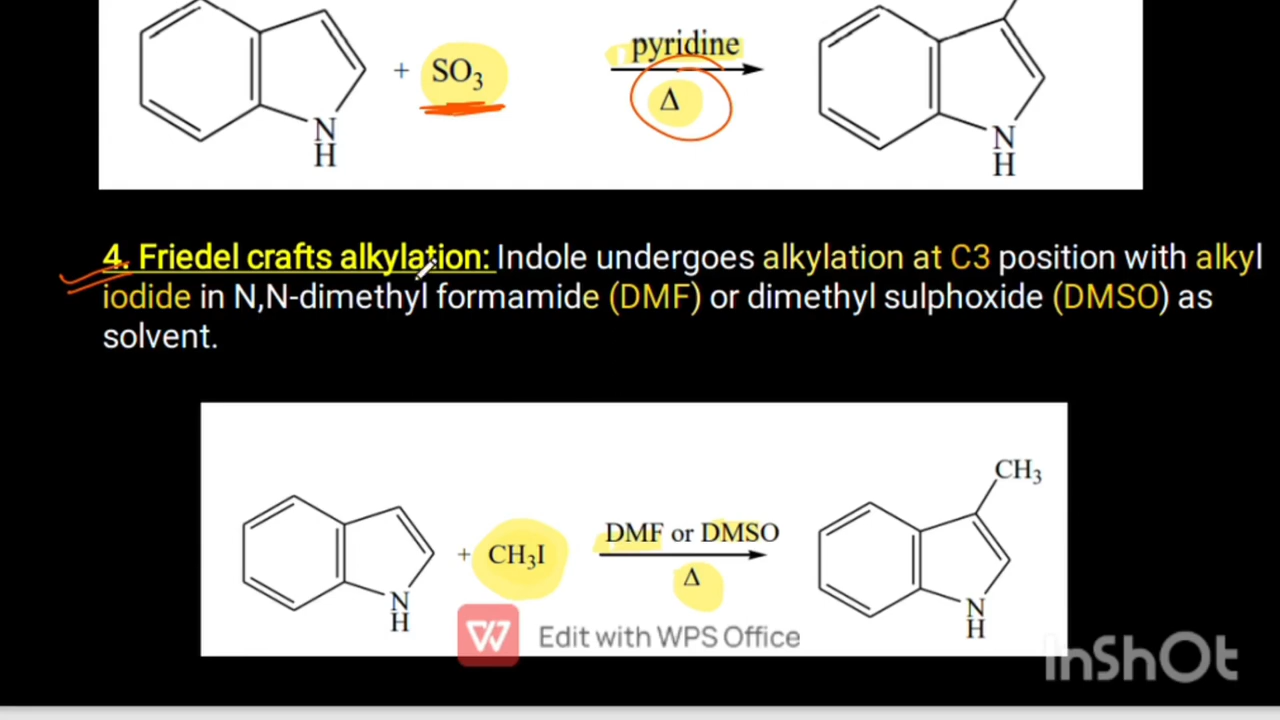 pyridine
+ SO3
Δ
N
H
N
H
4. Friedel crafts alkylation: Indole undergoes alkylation at C3 position with alkyl
iodide in N,N-dimethyl formamide (DMF) or dimethyl sulphoxide (DMSO) as
solvent.
CH3
DMF or DMSO
+ CH3I
Δ
N
H
N
H
W Edit with WPS Office
InShOt